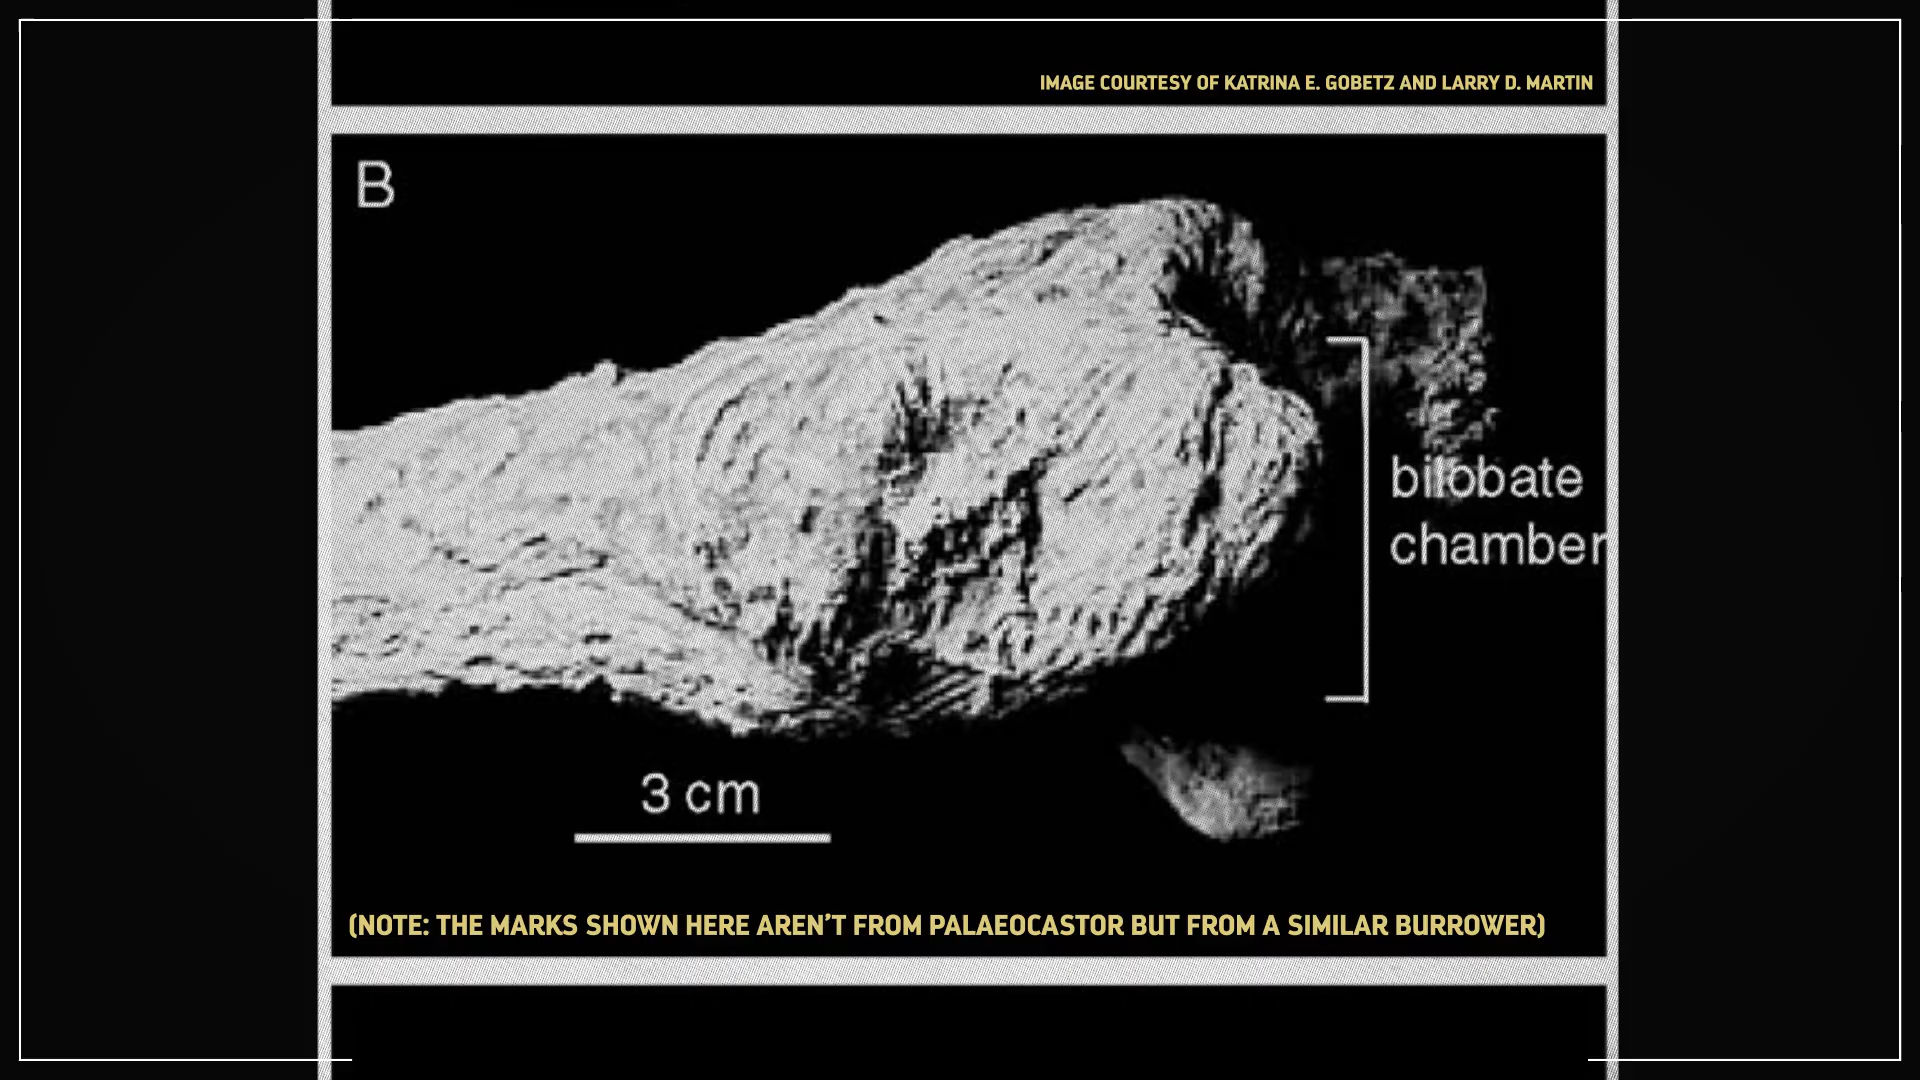 IMAGE COURTESY OF KATRINA E. GOBETZ AND LARRY D. MARTIN
B
bilobate
chamber
3 cm
(NOTE: THE MARKS SHOWN HERE AREN'T FROM PALAEOCASTOR BUT FROM A SIMILAR BURROWER)